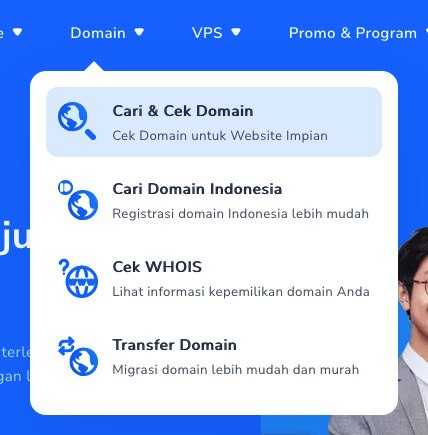 Domain VPS Promo & Program
Cari & Cek Domain
Cek Domain untuk Website Impian
Cari Domain Indonesia
Registrasi domain Indonesia lebih mudah
Cek WHOIS
Lihat informasi kepemilikan domain Anda
Transfer Domain
Migrasi domain lebih mudah dan murah